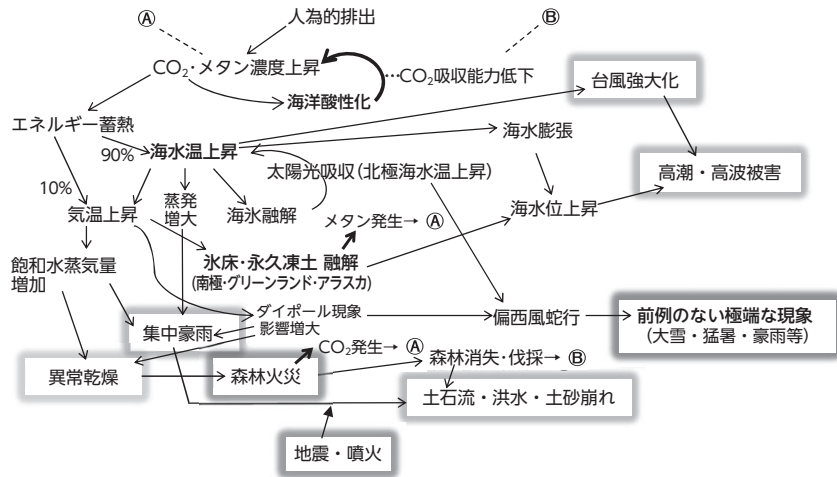 Ⓐ
人為的排出
Ⓑ
CO₂・メタン濃度上昇
…CO₂吸収能力低下
海洋酸性化
台風強大化
エネルギー蓄熱
90%
海水温上昇
海水膨張
太陽光吸収(北極海水温上昇)
高潮・高波被害
10%
気温上昇
蒸発
増大
海氷融解
海水位上昇
メタン発生→ Ⓐ
氷床・永久凍土 融解
(南極・グリーンランド・アラスカ)
飽和水蒸気量
増加
ダイポール現象
影響増大
偏西風蛇行
前例のない極端な現象
(大雪・猛暑・豪雨等)
集中豪雨
CO₂発生→ Ⓐ
森林消失・伐採→ Ⓑ
異常乾燥
森林火災
土石流・洪水・土砂崩れ
地震・噴火